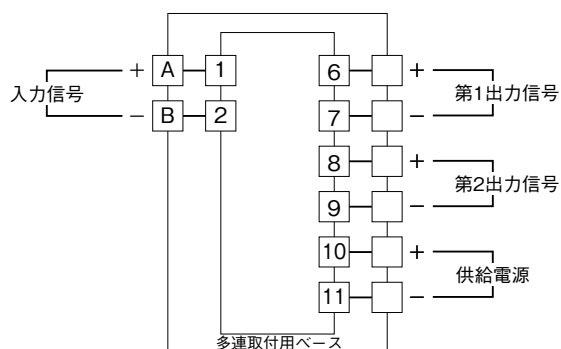 + A 1 6 +
入力信号 第1出力信号
− B 2 7 −
8 +
第2出力信号
9 −
10 +
供給電源
11 −
多連取付用ベース